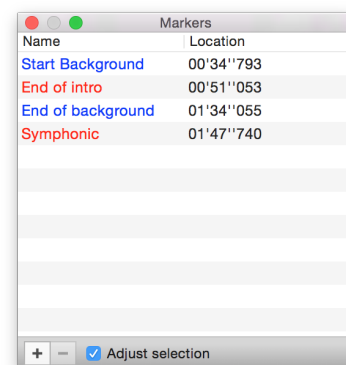 Markers
Name Location
Start Background 00'34''793
End of intro 00'51''053
End of background 01'34''055
Symphonic 01'47''740
+ − Adjust selection